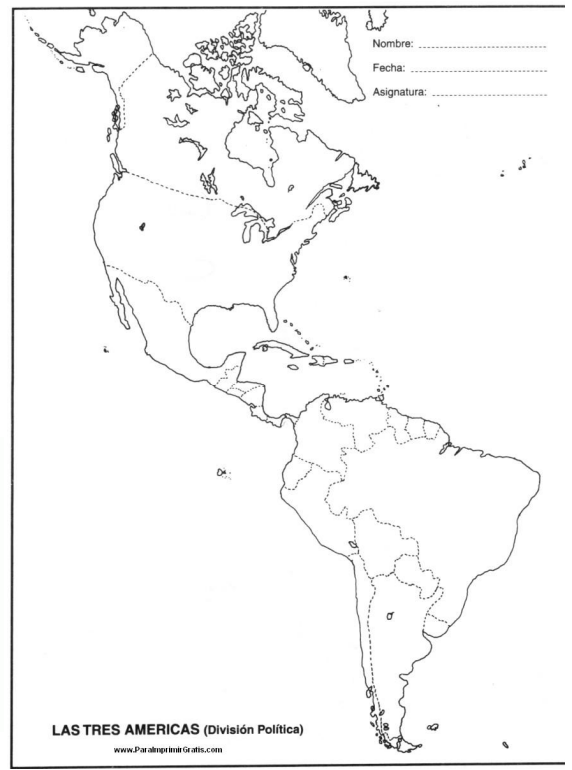 Nombre: 
Fecha: 
Asignatura: 
LAS TRES AMERICAS (División Política)
www.ParaImprimirGratis.com